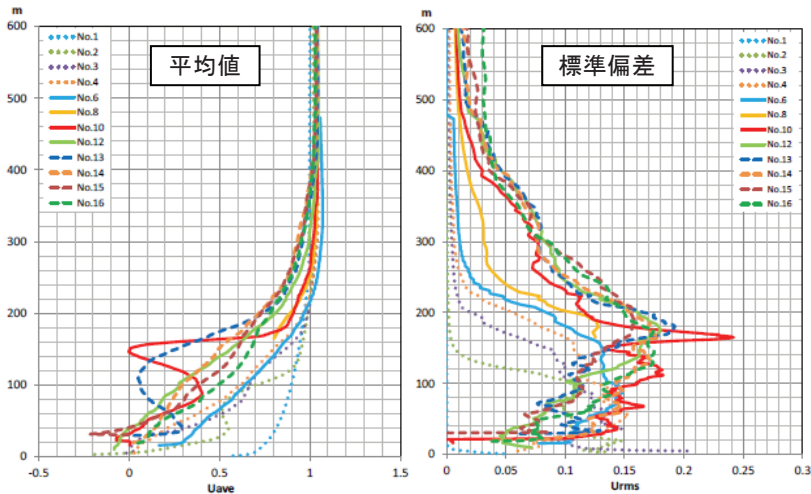 m
600
500
400
300
200
100
0
-0.5
0
0.5
1
1.5
Uave
平均値
No.1
No.2
No.3
No.4
No.6
No.8
No.10
No.12
No.13
No.14
No.15
No.16
m
600
500
400
300
200
100
0
0
0.05
0.1
0.15
0.2
0.25
0.3
Urms
標準偏差
No.1
No.2
No.3
No.4
No.6
No.8
No.10
No.12
No.13
No.14
No.15
No.16